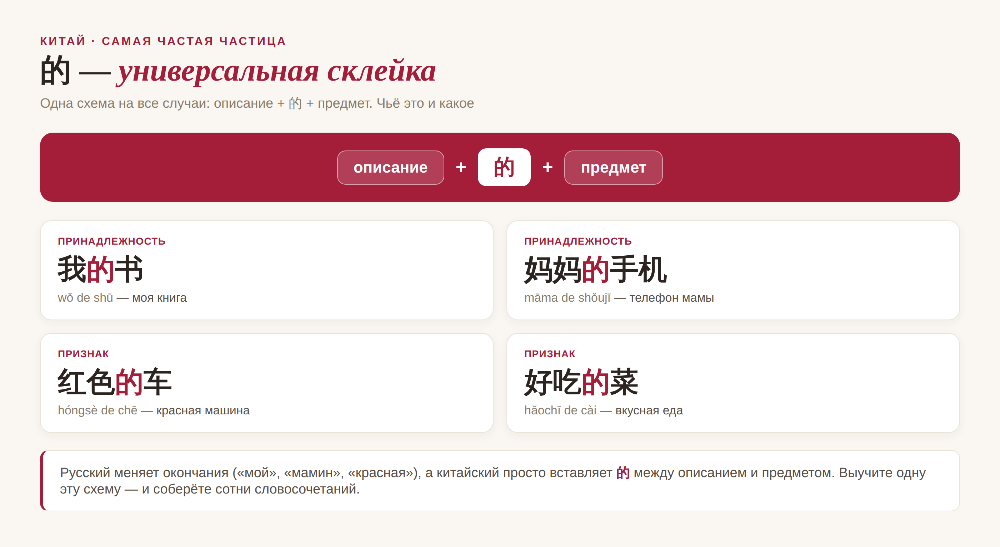 КИТАЙ · САМАЯ ЧАСТАЯ ЧАСТИЦА
的 — универсальная склейка
Одна схема на все случаи: описание + 的 + предмет. Чьё это и какое
описание + 的 + предмет
ПРИНАДЛЕЖНОСТЬ
我的书
wǒ de shū — моя книга
ПРИНАДЛЕЖНОСТЬ
妈妈的手机
māma de shǒujī — телефон мамы
ПРИЗНАК
红色的车
hóngsè de chē — красная машина
ПРИЗНАК
好吃的菜
hǎochī de cài — вкусная еда
Русский меняет окончания («мой», «мамин», «красная»), а китайский просто вставляет 的 между описанием и предметом. Выучите одну
эту схему — и соберёте сотни словосочетаний.